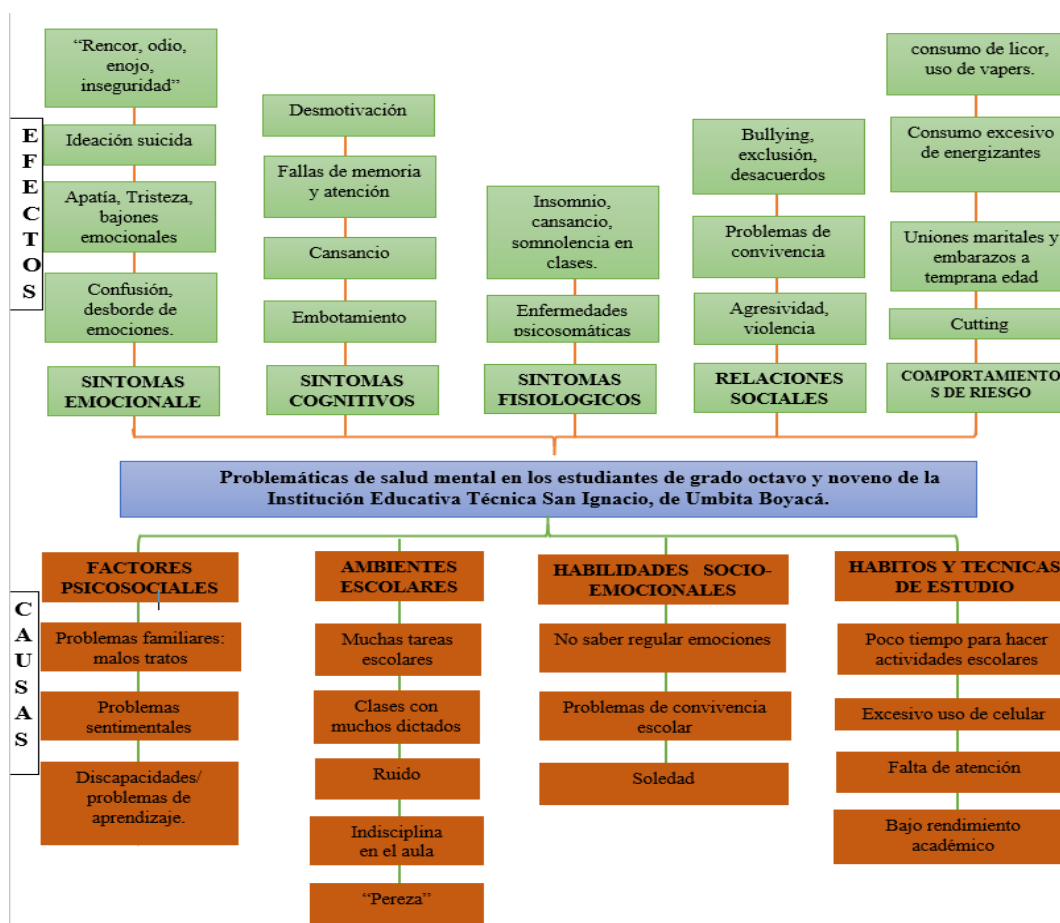 EFECTOS
“Rencor, odio,
enojo,
inseguridad”
Ideación suicida
Apatía, Tristeza,
bajones
emocionales
Confusión,
desborde de
emociones.
SINTOMAS
EMOCIONALE
Desmotivación
Fallas de memoria
y atención
Cansancio
Embotamiento
SINTOMAS
COGNITIVOS
Insomnio,
cansancio,
somnolencia en
clases.
Enfermedades
psicosomáticas
SINTOMAS
FISIOLOGICOS
Bullying,
exclusión,
desacuerdos
Problemas de
convivencia
Agresividad,
violencia
RELACIONES
SOCIALES
consumo de licor,
uso de vapers.
Consumo excesivo
de energizantes
Uniones maritales y
embarazos a
temprana edad
Cutting
COMPORTAMIENTO
S DE RIESGO
Problemáticas de salud mental en los estudiantes de grado octavo y noveno de la
Institución Educativa Técnica San Ignacio, de Umbita Boyacá.
CAUSAS
FACTORES
PSICOSOCIALES
Problemas familiares:
malos tratos
Problemas
sentimentales
Discapacidades/
problemas de
aprendizaje.
AMBIENTES
ESCOLARES
Muchas tareas
escolares
Clases con
muchos dictados
Ruido
Indisciplina
en el aula
“Pereza”
HABILIDADES SOCIO-
EMOCIONALES
No saber regular emociones
Problemas de convivencia
escolar
Soledad
HABITOS Y TECNICAS
DE ESTUDIO
Poco tiempo para hacer
actividades escolares
Excesivo uso de celular
Falta de atención
Bajo rendimiento
académico